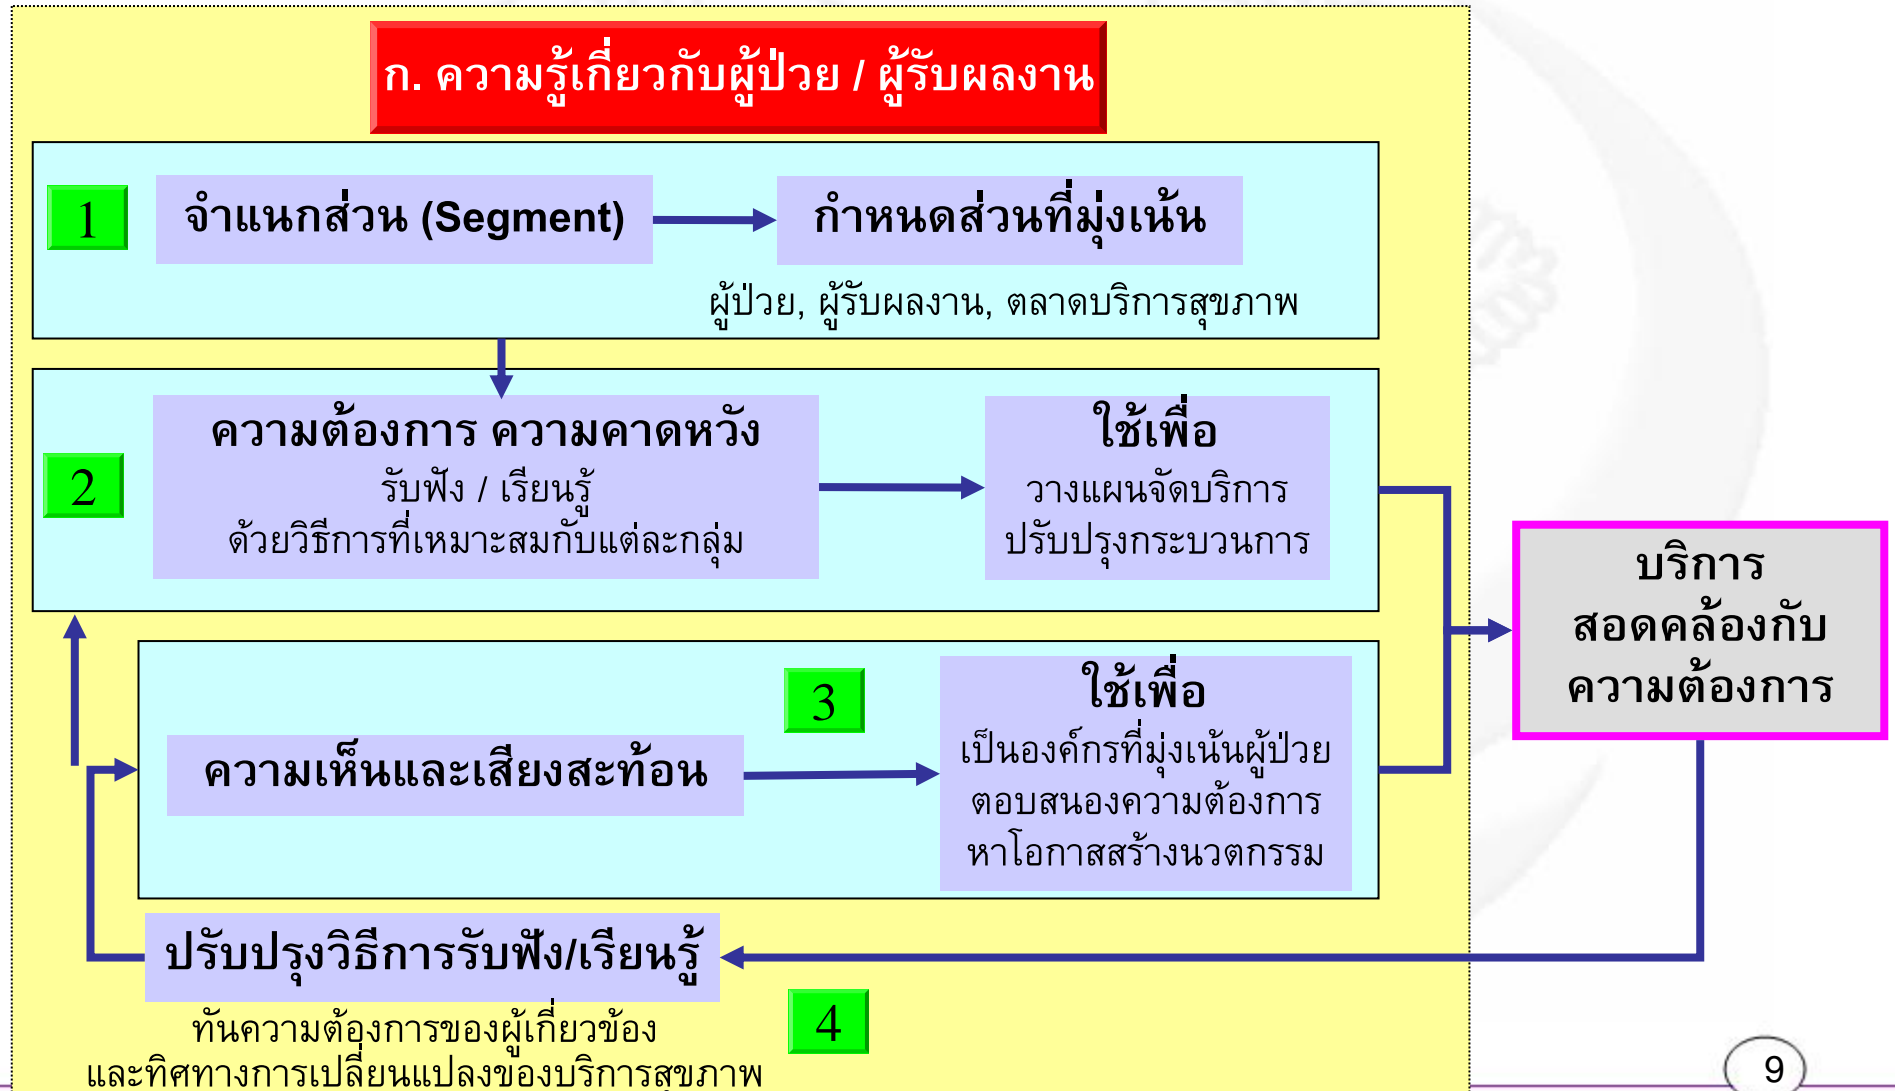 ก. ความรู้เกี่ยวกับผู้ป่วย / ผู้รับผลงาน
1
จำแนกส่วน (Segment)
กำหนดส่วนที่มุ่งเน้น
ผู้ป่วย, ผู้รับผลงาน, ตลาดบริการสุขภาพ
2
ความต้องการ ความคาดหวัง
รับฟัง / เรียนรู้
ด้วยวิธีการที่เหมาะสมกับแต่ละกลุ่ม
ใช้เพื่อ
วางแผนจัดบริการ
ปรับปรุงกระบวนการ
บริการ
สอดคล้องกับ
ความต้องการ
3
ความเห็นและเสียงสะท้อน
ใช้เพื่อ
เป็นองค์กรที่มุ่งเน้นผู้ป่วย
ตอบสนองความต้องการ
หาโอกาสสร้างนวตกรรม
ปรับปรุงวิธีการรับฟัง/เรียนรู้
4
ทันความต้องการของผู้เกี่ยวข้อง
และทิศทางการเปลี่ยนแปลงของบริการสุขภาพ
9